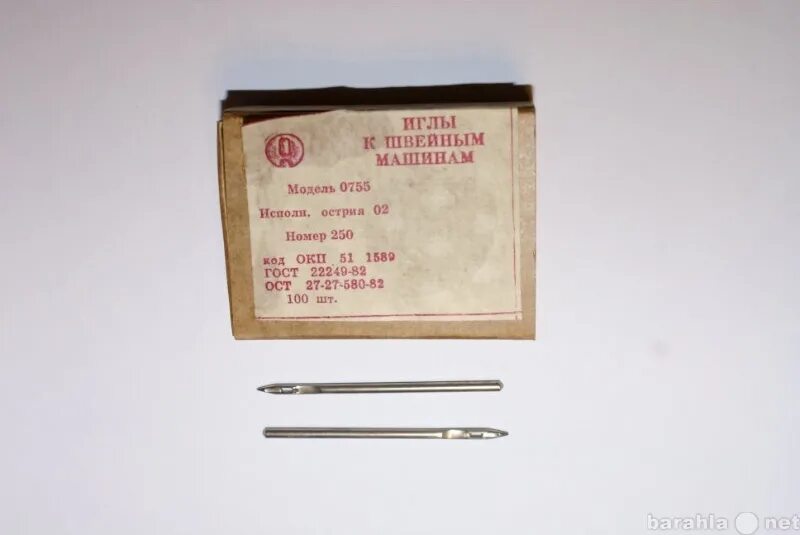 ИГЛЫ
К ШВЕЙНЫМ
МАШИНАМ
Модель 0755
Исполн. острия 02
Номер 250
код ОКП 51 1589
ГОСТ 22249-82
ОСТ 27-27-580-82
100 шт.
barahla net